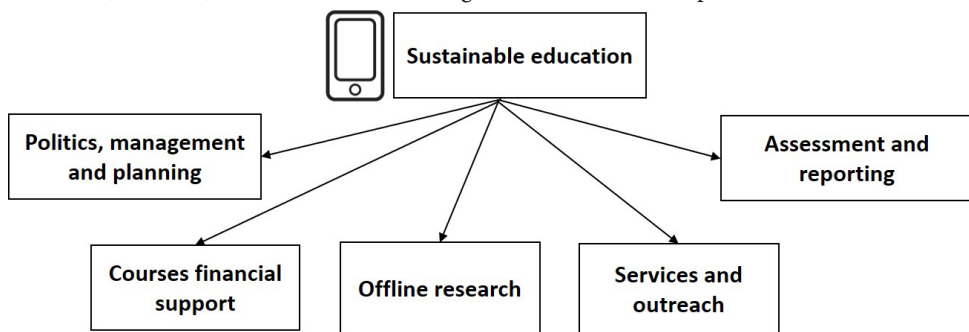 Sustainable education
Politics, management
and planning
Assessment and
reporting
Courses financial
support
Offline research
Services and
outreach